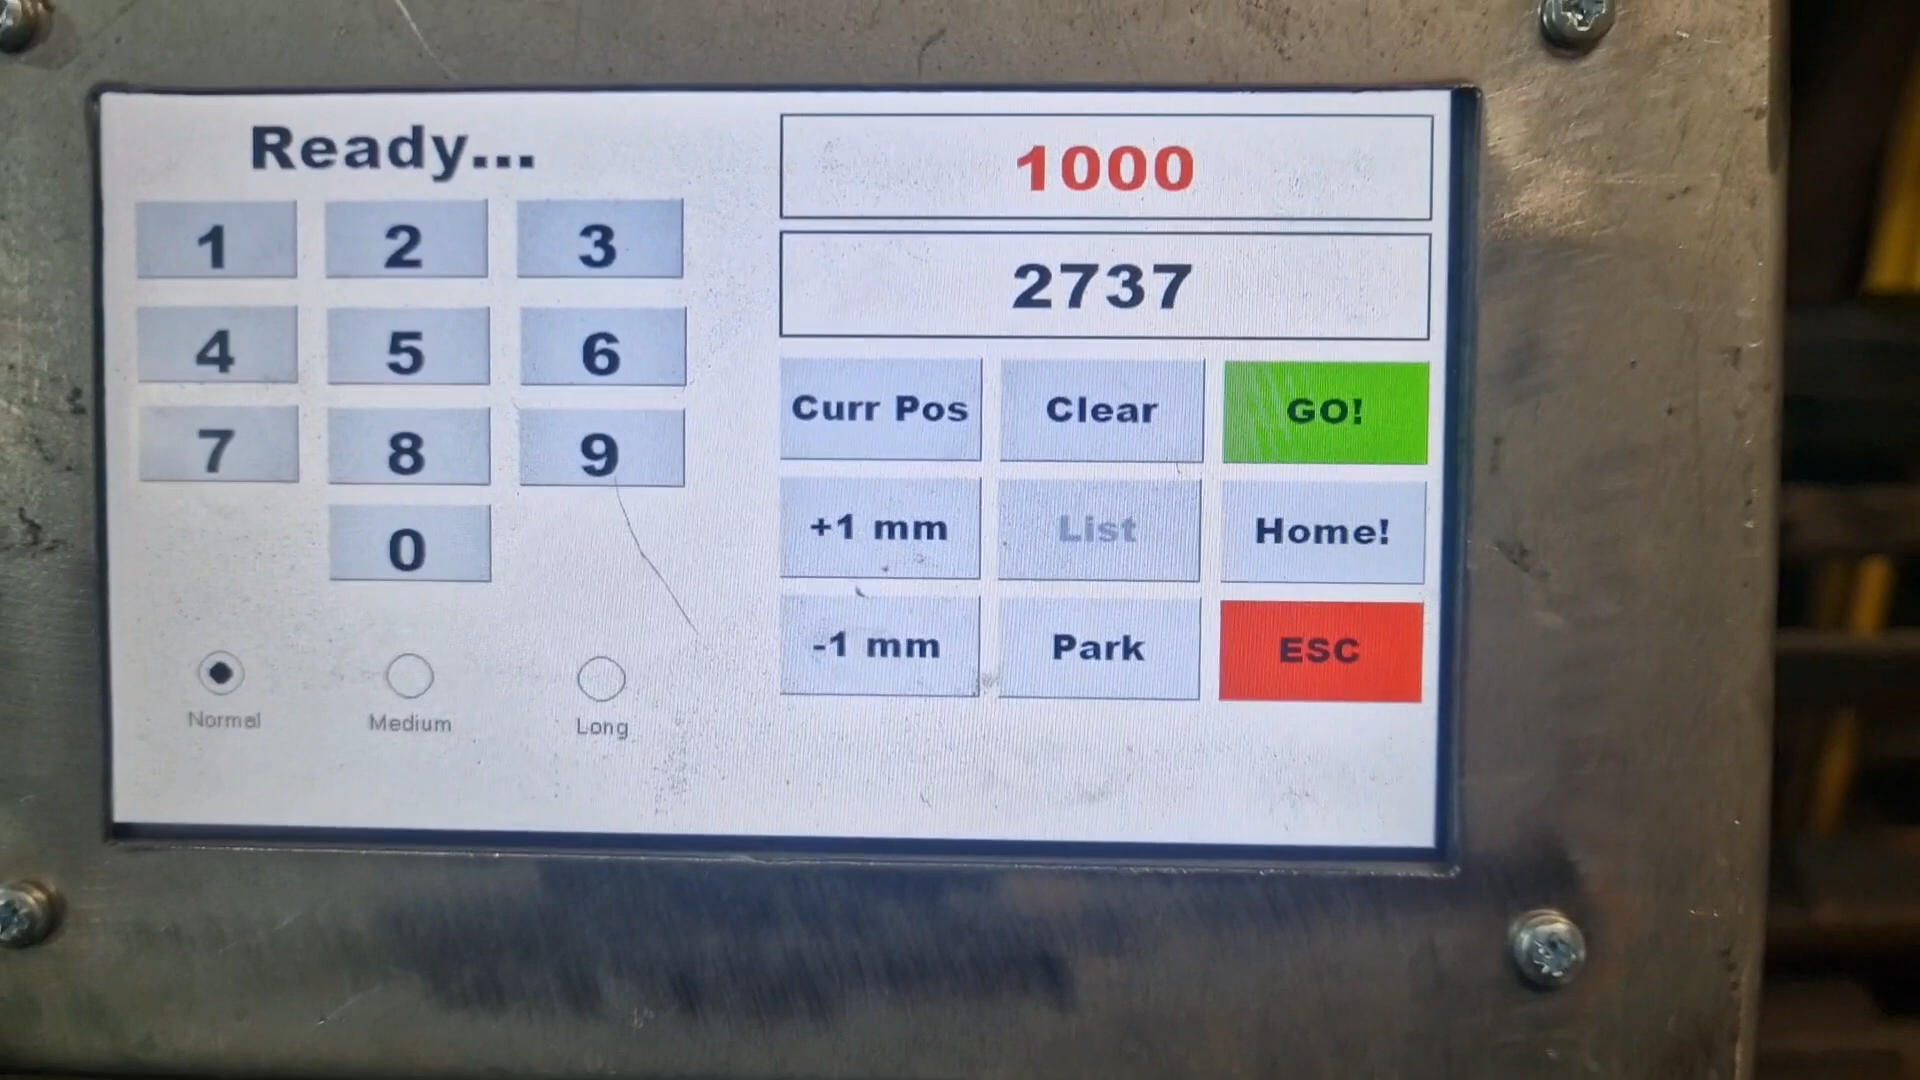 Ready...
1 2 3
4 5 6
7 8 9
0
Normal Medium Long
1000
2737
Curr Pos Clear GO!
+1 mm List Home!
-1 mm Park ESC